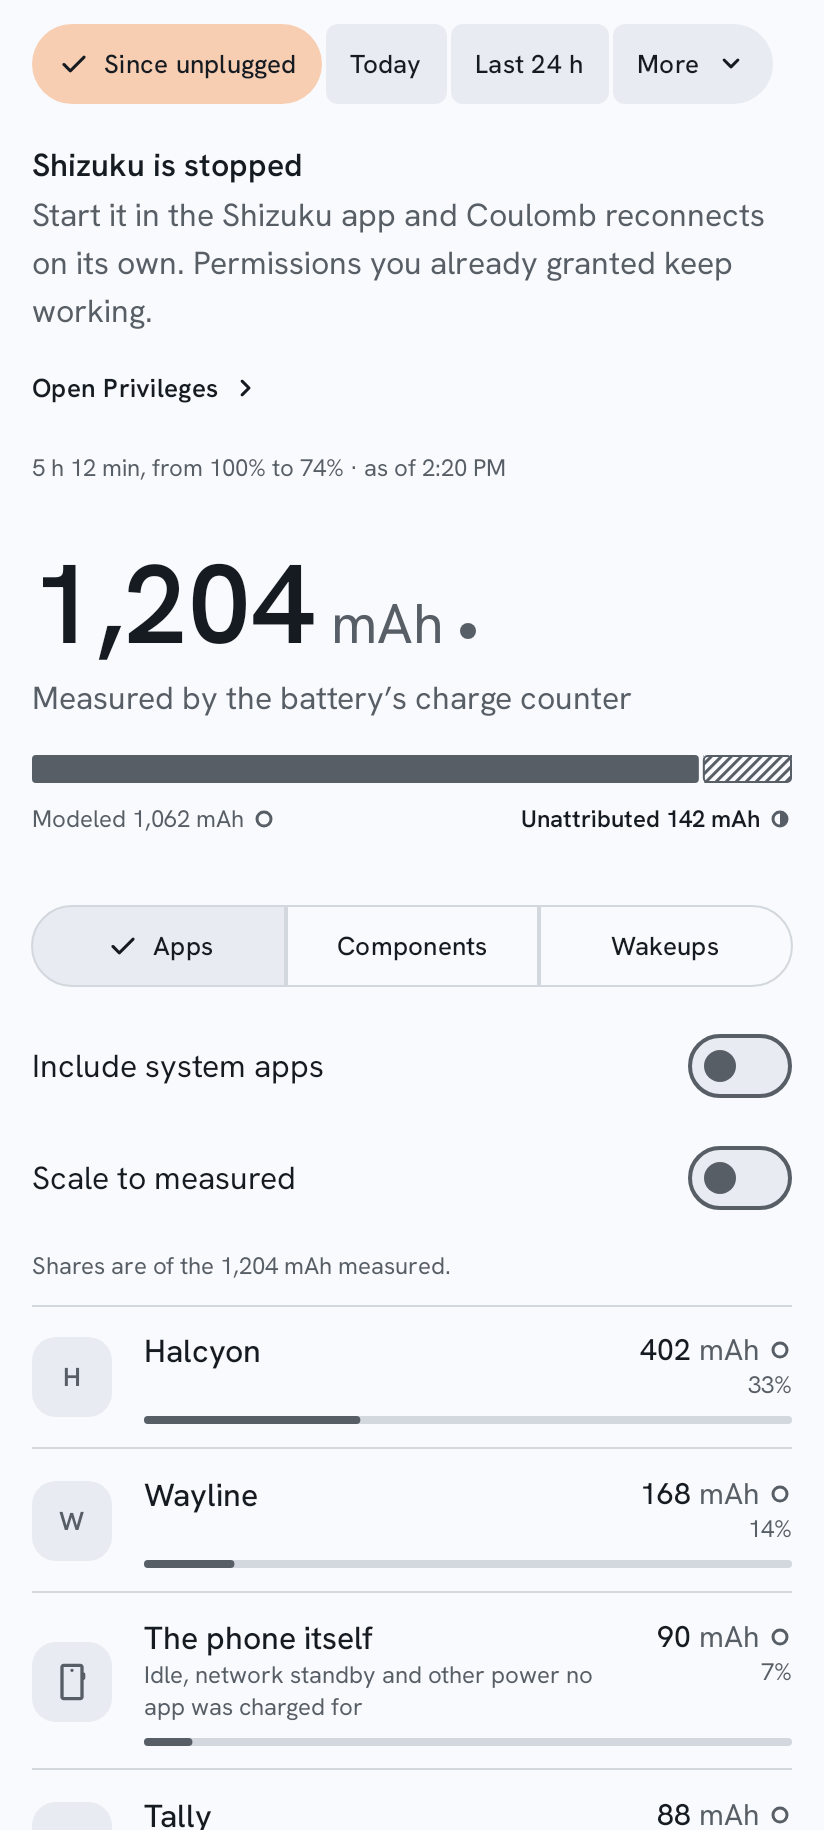 Since unplugged
Today
Last 24 h
More
Shizuku is stopped
Start it in the Shizuku app and Coulomb reconnects
on its own. Permissions you already granted keep
working.
Open Privileges
5 h 12 min, from 100% to 74% · as of 2:20 PM
1,204 mAh
Measured by the battery’s charge counter
Modeled 1,062 mAh
Unattributed 142 mAh
Apps
Components
Wakeups
Include system apps
Scale to measured
Shares are of the 1,204 mAh measured.
H
Halcyon
402 mAh
33%
W
Wayline
168 mAh
14%
The phone itself
90 mAh
Idle, network standby and other power no
app was charged for
7%
Tally
88 mAh